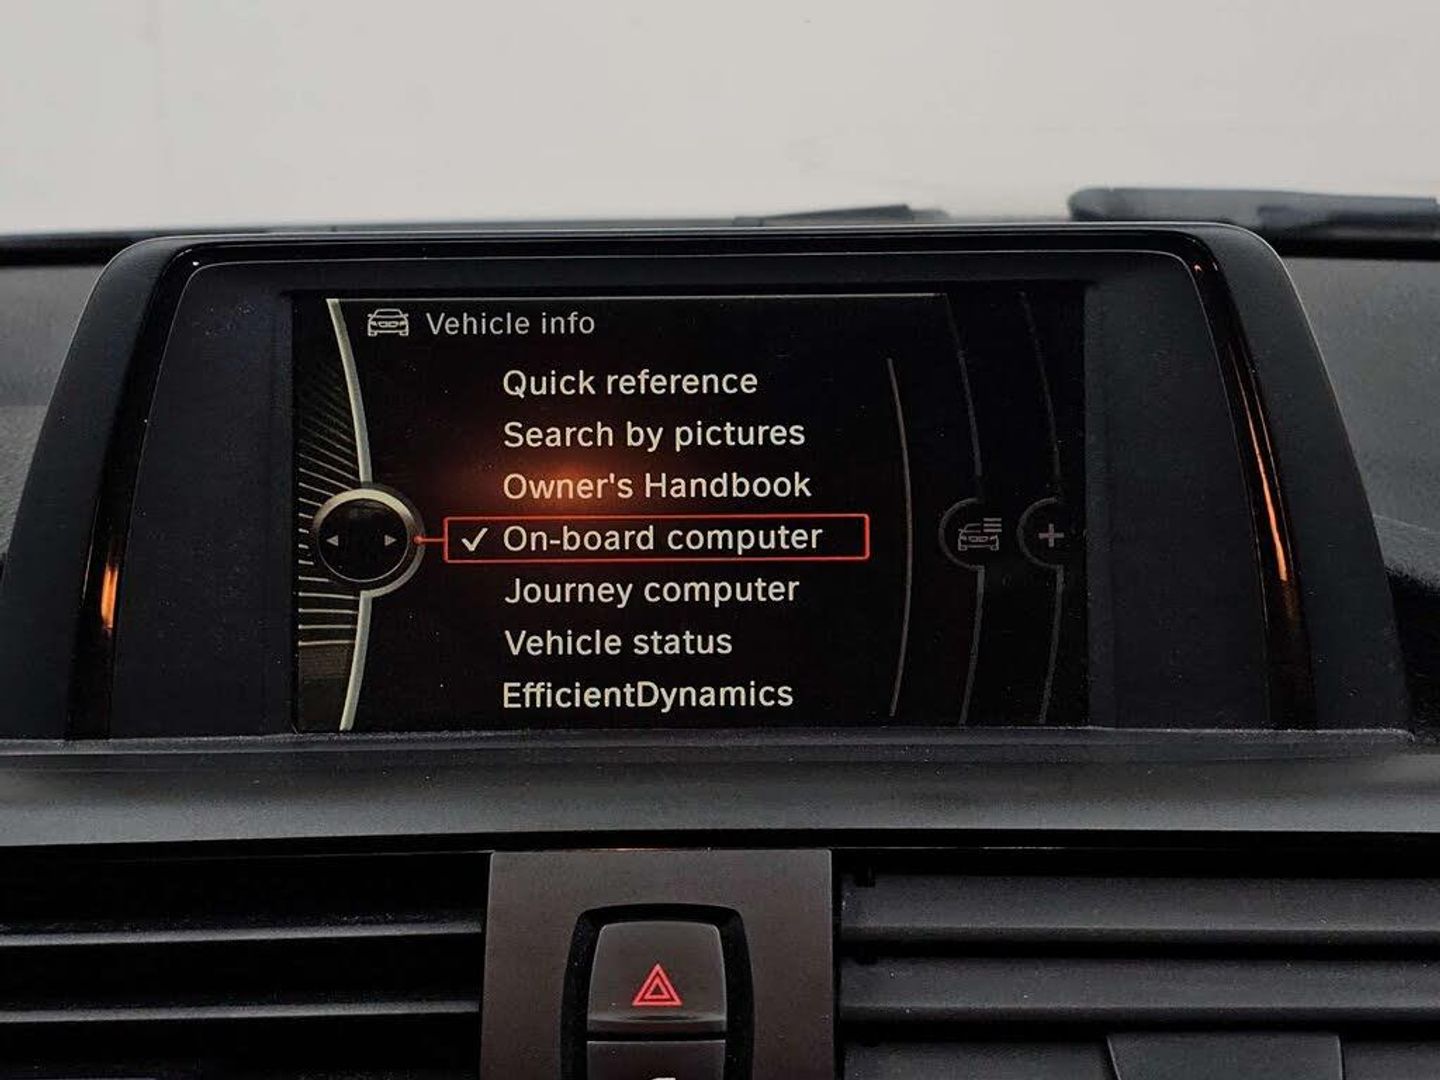 Vehicle info
Quick reference
Search by pictures
Owner's Handbook
✓ On-board computer
Journey computer
Vehicle status
EfficientDynamics